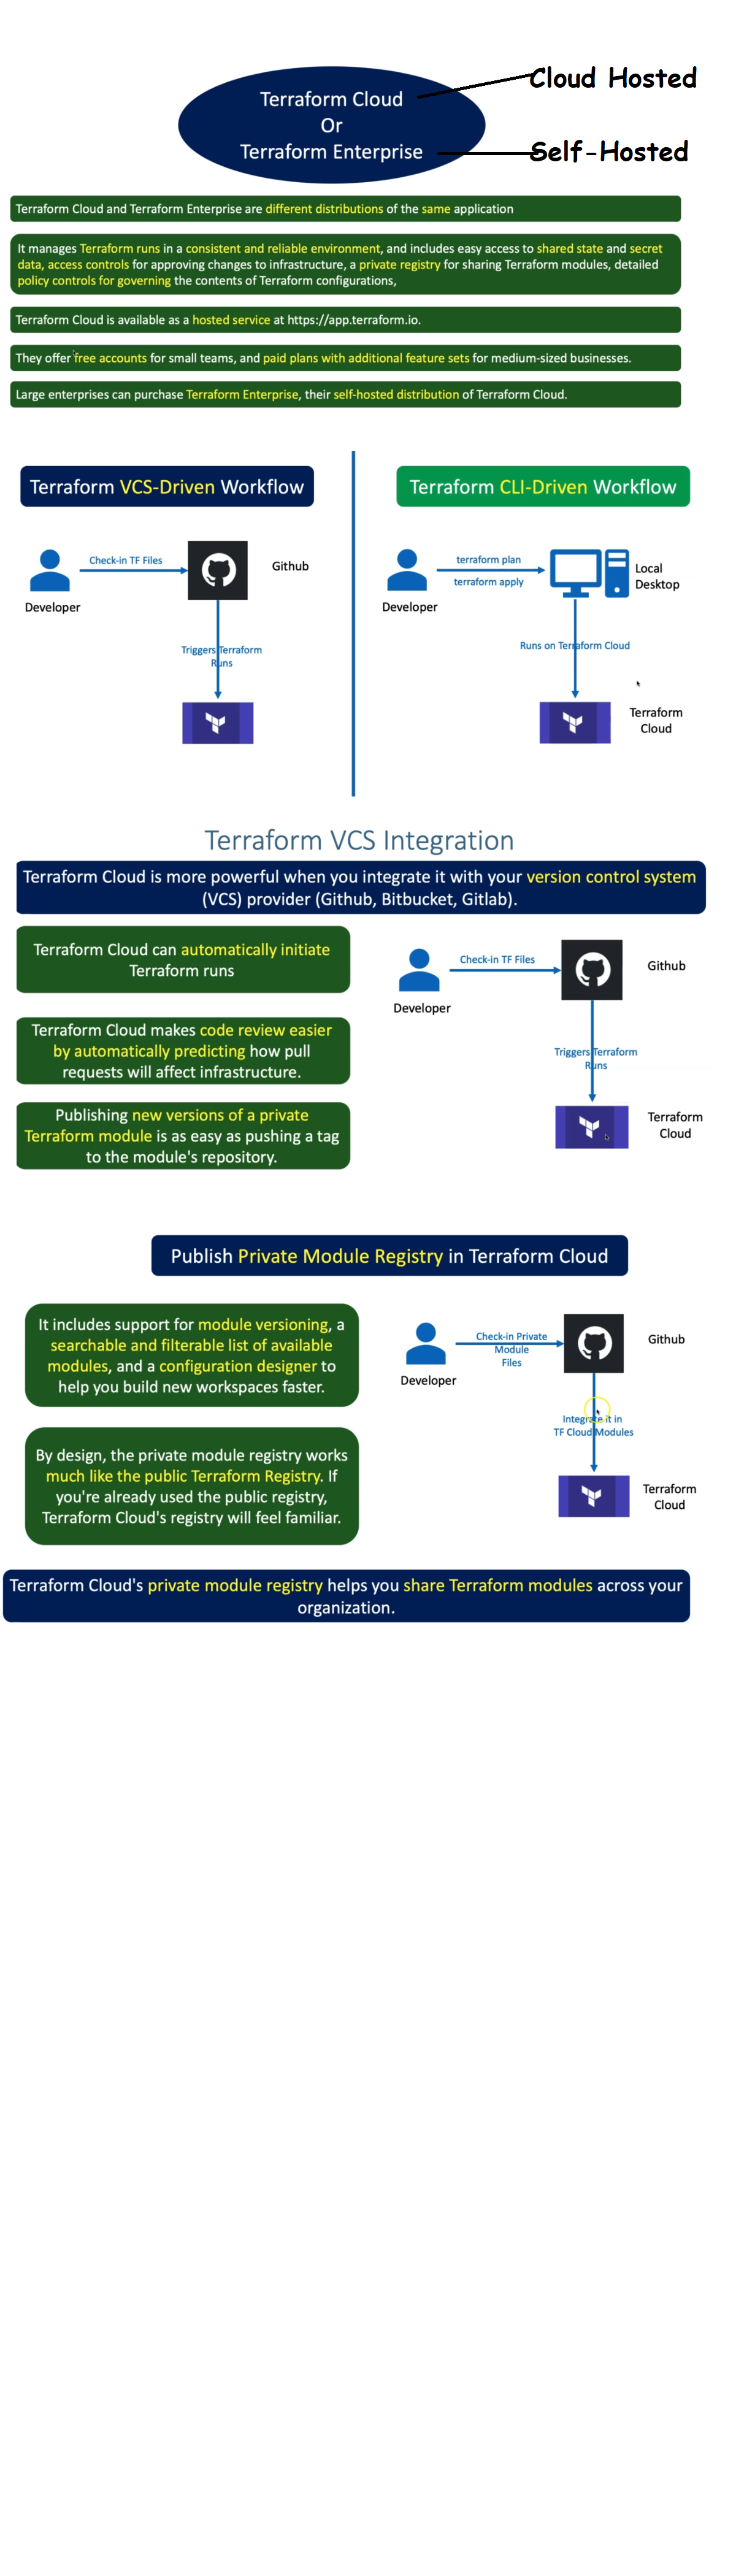 Terraform Cloud
Or
Terraform Enterprise
Cloud Hosted
Self-Hosted
Terraform Cloud and Terraform Enterprise are different distributions of the same application
It manages Terraform runs in a consistent and reliable environment, and includes easy access to shared state and secret
data, access controls for approving changes to infrastructure, a private registry for sharing Terraform modules, detailed
policy controls for governing the contents of Terraform configurations,
Terraform Cloud is available as a hosted service at https://app.terraform.io.
They offer free accounts for small teams, and paid plans with additional feature sets for medium-sized businesses.
Large enterprises can purchase Terraform Enterprise, their self-hosted distribution of Terraform Cloud.
Terraform VCS-Driven Workflow
Check-in TF Files
Github
Developer
Triggers Terraform
Runs
Terraform CLI-Driven Workflow
terraform plan
terraform apply
Local
Desktop
Developer
Runs on Terraform Cloud
Terraform
Cloud
Terraform VCS Integration
Terraform Cloud is more powerful when you integrate it with your version control system
(VCS) provider (Github, Bitbucket, Gitlab).
Terraform Cloud can automatically initiate
Terraform runs
Terraform Cloud makes code review easier
by automatically predicting how pull
requests will affect infrastructure.
Publishing new versions of a private
Terraform module is as easy as pushing a tag
to the module's repository.
Check-in TF Files
Github
Developer
Triggers Terraform
Runs
Terraform
Cloud
Publish Private Module Registry in Terraform Cloud
It includes support for module versioning, a
searchable and filterable list of available
modules, and a configuration designer to
help you build new workspaces faster.
By design, the private module registry works
much like the public Terraform Registry. If
you're already used the public registry,
Terraform Cloud's registry will feel familiar.
Check-in Private
Module
Files
Github
Developer
Integrate it in
TF Cloud Modules
Terraform
Cloud
Terraform Cloud's private module registry helps you share Terraform modules across your
organization.